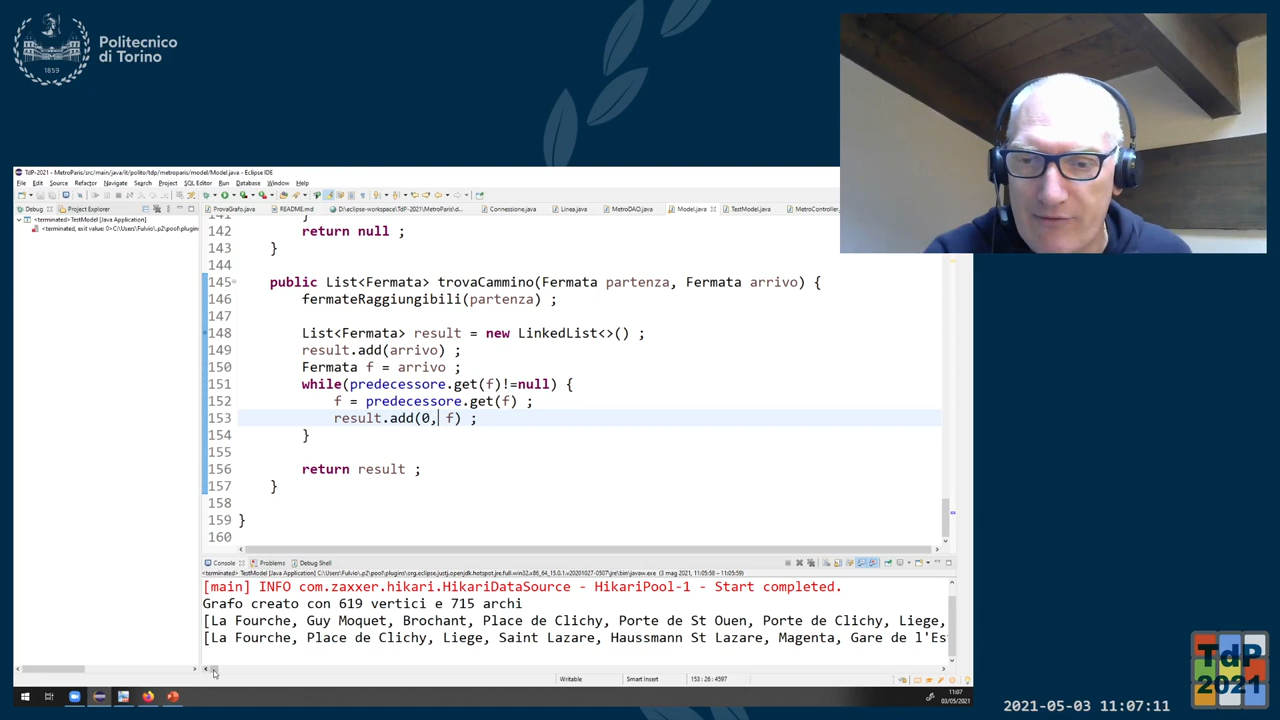 Politecnico
di Torino
1859
TdP-2021 - MetroParis/src/main/java/it/polito/tdp/metroparis/model/Model.java - Eclipse IDE
File Edit Source Refactor Navigate Search Project SQL Editor Run Database Window Help
Debug Project Explorer
ProvaGrafo.java README.md D:\eclipse-workspace\TdP-2021\MetroParis\d... Connessione.java Linea.java MetroDAO.java Model.java TestModel.java MetroController.
<terminated> TestModel [Java Application]
<terminated, exit value: 0> C:\Users\Fulvio\.p2\pool\plugins
141 }
142 return null ;
143 }
144
145 public List<Fermata> trovaCammino(Fermata partenza, Fermata arrivo) {
146 fermateRaggiungibili(partenza) ;
147
148 List<Fermata> result = new LinkedList<>() ;
149 result.add(arrivo) ;
150 Fermata f = arrivo ;
151 while(predecessore.get(f)!=null) {
152 f = predecessore.get(f) ;
153 result.add(0, f) ;
154 }
155
156 return result ;
157 }
158
159 }
160
Console Problems Debug Shell
<terminated> TestModel [Java Application] C:\Users\Fulvio\.p2\pool\plugins\org.eclipse.justj.openjdk.hotspot.jre.full.win32.x86_64_15.0.1.v20201027-0507\jre\bin\javaw.exe (3 mag 2021, 11:05:58 – 11:05:59)
[main] INFO com.zaxxer.hikari.HikariDataSource - HikariPool-1 - Start completed.
Grafo creato con 619 vertici e 715 archi
[La Fourche, Guy Moquet, Brochant, Place de Clichy, Porte de St Ouen, Porte de Clichy, Liege,
[La Fourche, Place de Clichy, Liege, Saint Lazare, Haussmann St Lazare, Magenta, Gare de l'Es
Writable Smart Insert 153 : 26 : 4597
11:07
03/05/2021
TdP
2021
2021-05-03 11:07:11